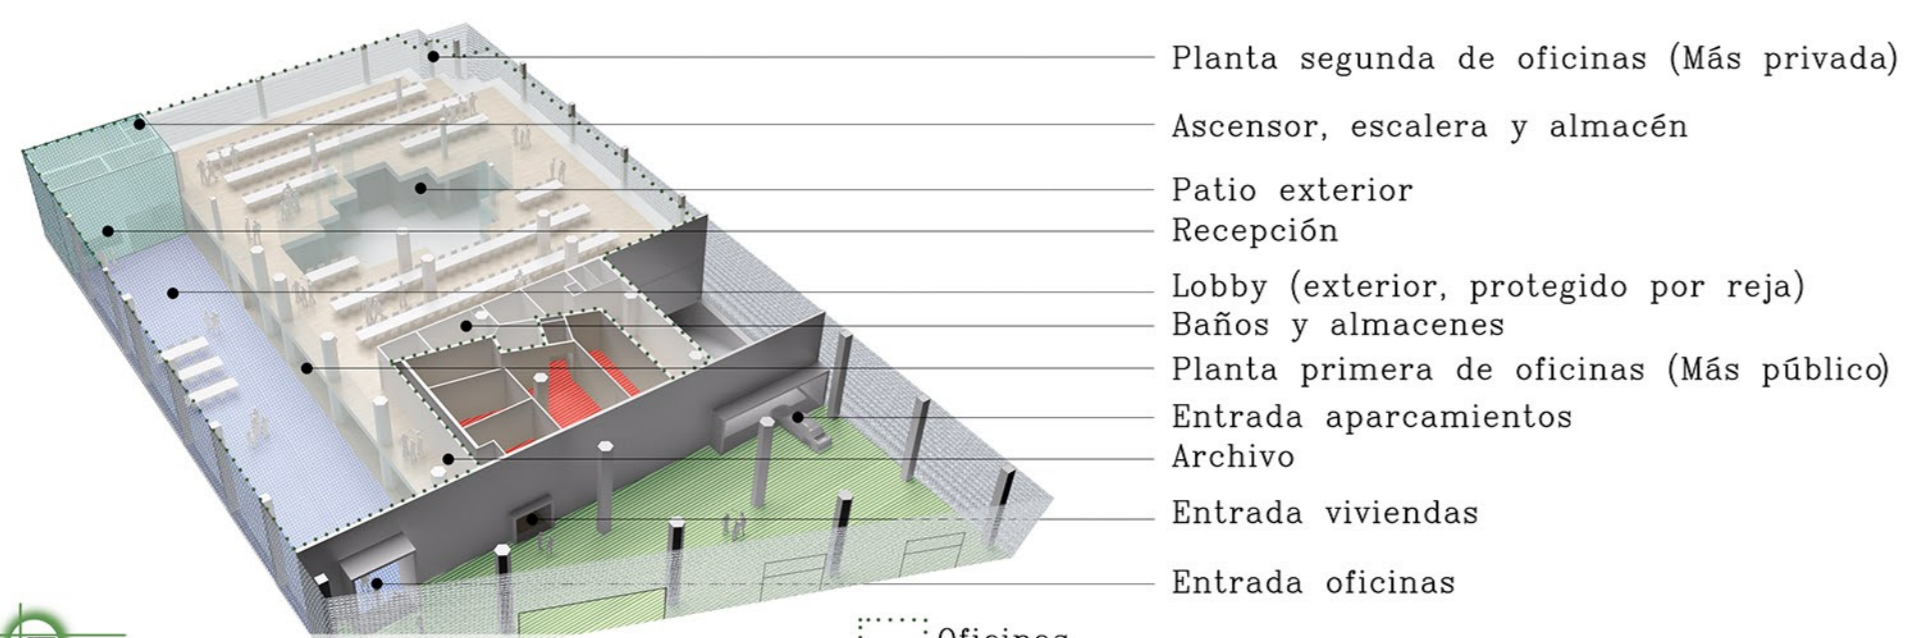 Planta segunda de oficinas (Más privada)
Ascensor, escalera y almacén
Patio exterior
Recepción
Lobby (exterior, protegido por reja)
Baños y almacenes
Planta primera de oficinas (Más público)
Entrada aparcamientos
Archivo
Entrada viviendas
Entrada oficinas
Oficinas